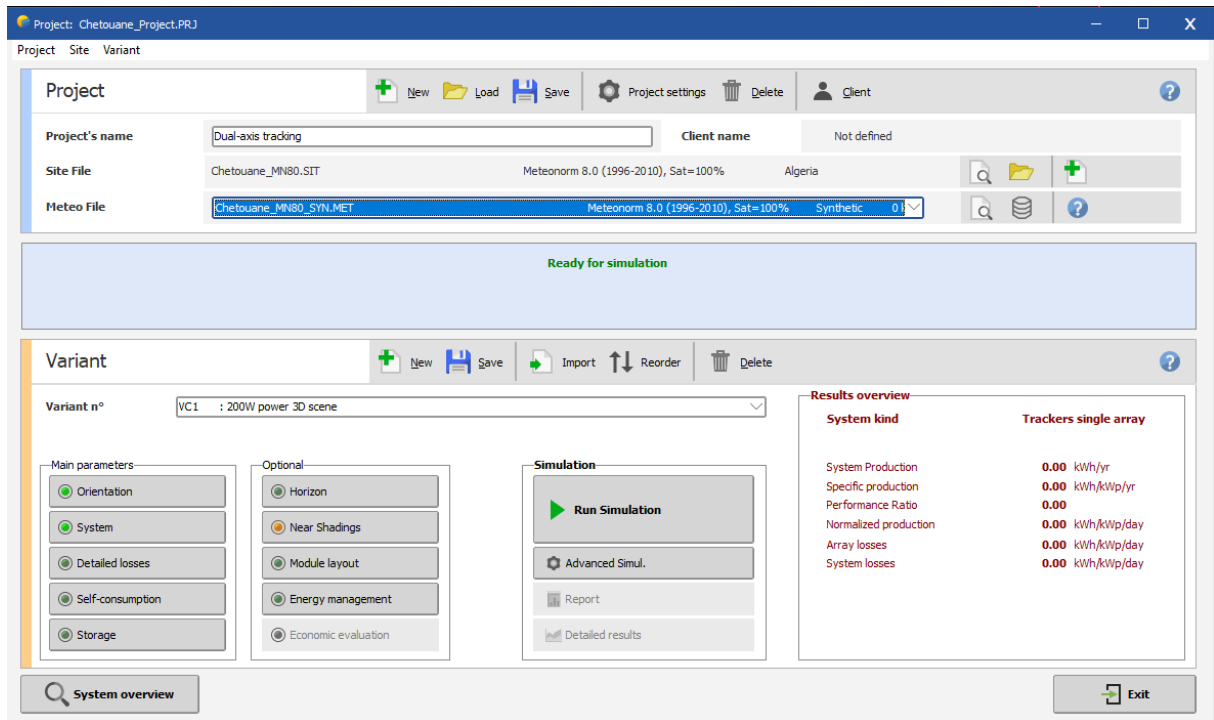 Project: Chetouane_Project.PRJ
Project Site Variant
Project New Load Save Project settings Delete Client
Project's name Dual-axis tracking Client name Not defined
Site File Chetouane_MN80.SIT Meteonorm 8.0 (1996-2010), Sat=100% Algeria
Meteo File Chetouane_MN80_SYN.MET Meteonorm 8.0 (1996-2010), Sat=100% Synthetic 0
Ready for simulation
Variant New Save Import Reorder Delete
Variant n° VC1 : 200W power 3D scene
Results overview
System kind Trackers single array
System Production 0.00 kWh/yr
Specific production 0.00 kWh/kWp/yr
Performance Ratio 0.00
Normalized production 0.00 kWh/kWp/day
Array losses 0.00 kWh/kWp/day
System losses 0.00 kWh/kWp/day
Main parameters
Orientation
System
Detailed losses
Self-consumption
Storage
Optional
Horizon
Near Shadings
Module layout
Energy management
Economic evaluation
Simulation
Run Simulation
Advanced Simul.
Report
Detailed results
System overview
Exit